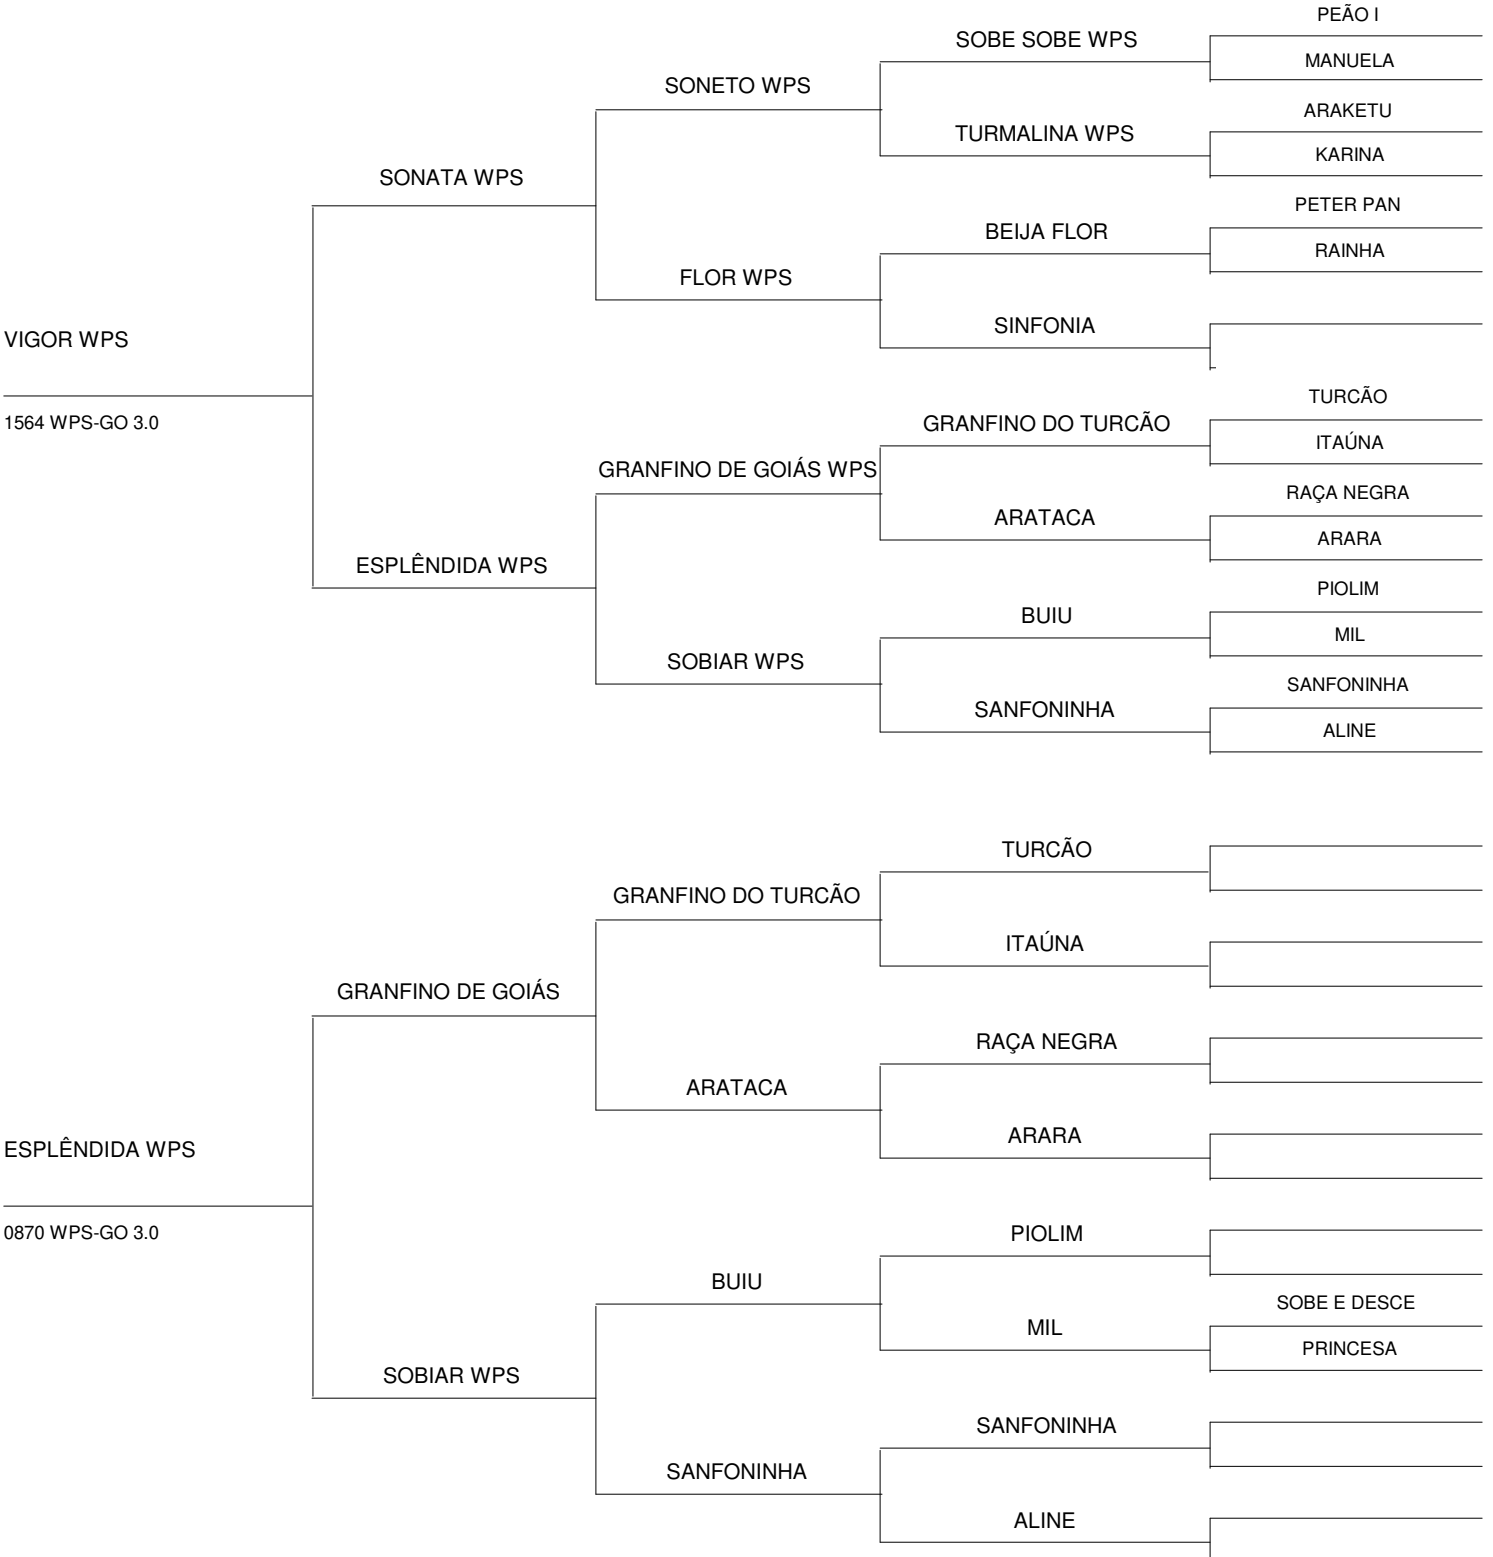 PEÃO I
SOBE SOBE WPS
MANUELA
SONETO WPS
ARAKETU
TURMALINA WPS
KARINA
SONATA WPS
PETER PAN
BEIJA FLOR
RAINHA
FLOR WPS
SINFONIA
VIGOR WPS
1564 WPS-GO 3.0
TURCÃO
GRANFINO DO TURCÃO
ITAÚNA
GRANFINO DE GOIÁS WPS
RAÇA NEGRA
ARATACA
ARARA
ESPLÊNDIDA WPS
PIOLIM
BUIU
MIL
SOBIAR WPS
SANFONINHA
SANFONINHA
ALINE
TURCÃO
GRANFINO DO TURCÃO
ITAÚNA
GRANFINO DE GOIÁS
RAÇA NEGRA
ARATACA
ARARA
ESPLÊNDIDA WPS
0870 WPS-GO 3.0
PIOLIM
BUIU
SOBE E DESCE
MIL
PRINCESA
SOBIAR WPS
SANFONINHA
SANFONINHA
ALINE